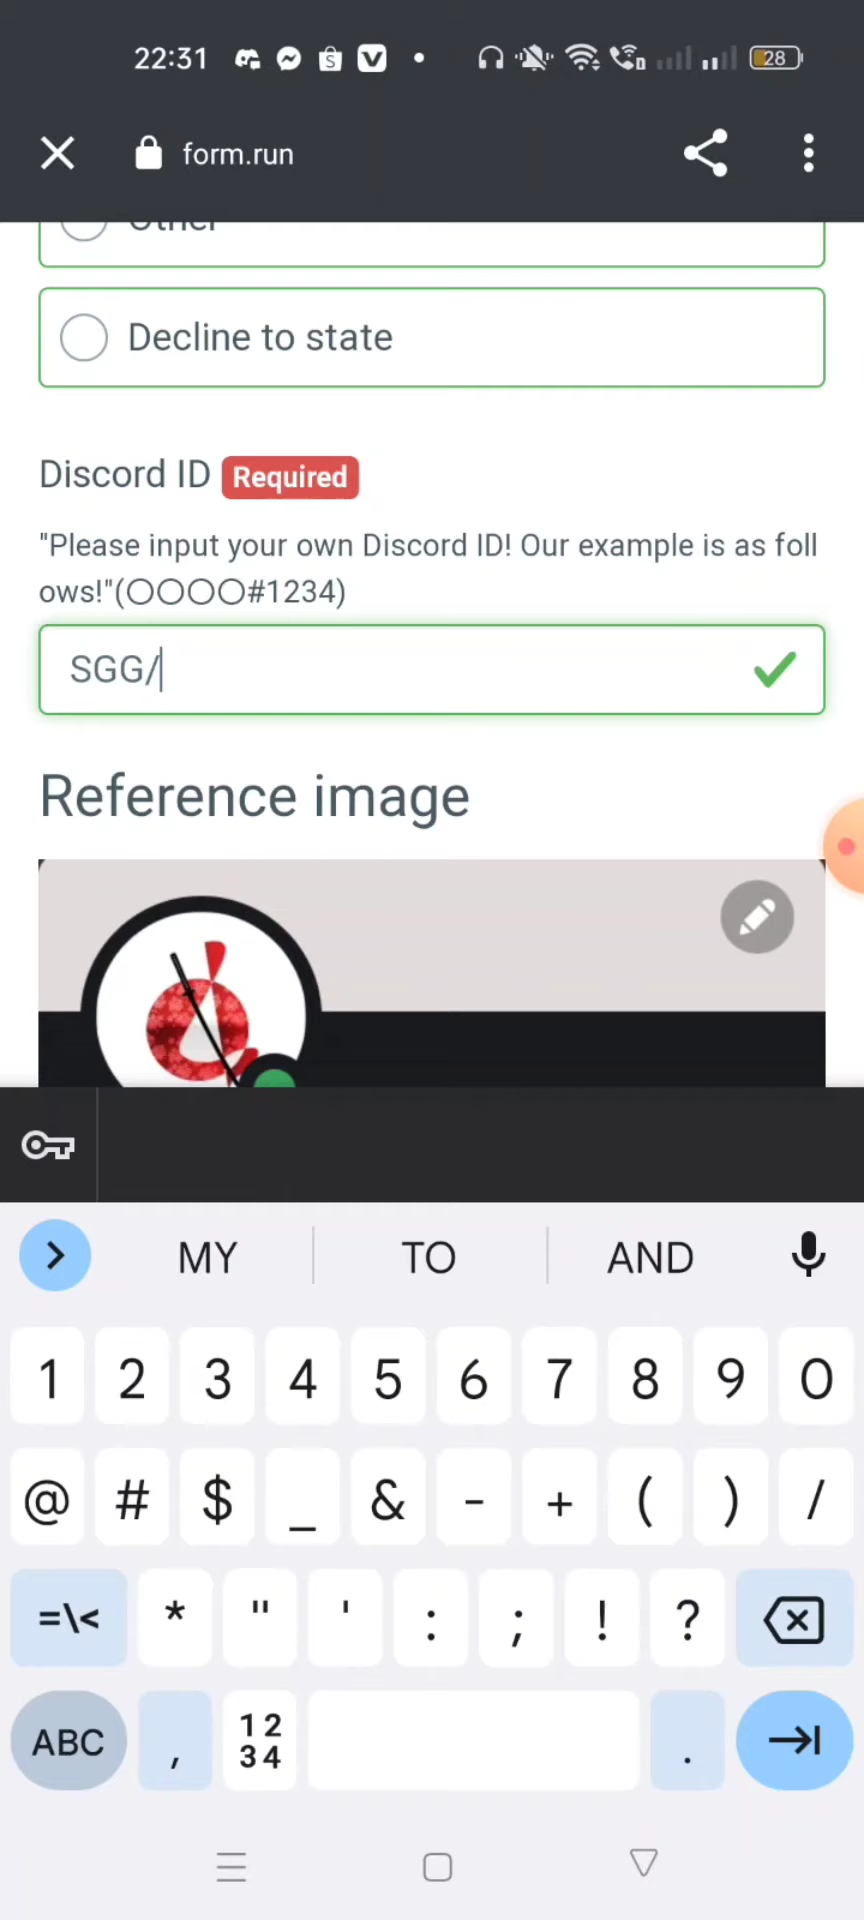 22:31
28
form.run
Other
Decline to state
Discord ID Required
"Please input your own Discord ID! Our example is as foll
ows!"(〇〇〇〇#1234)
SGG/
Reference image
MY TO AND
1 2 3 4 5 6 7 8 9 0
@ # $ _ & - + ( ) /
=\< * " ' : ; ! ?
ABC , 12 34 .